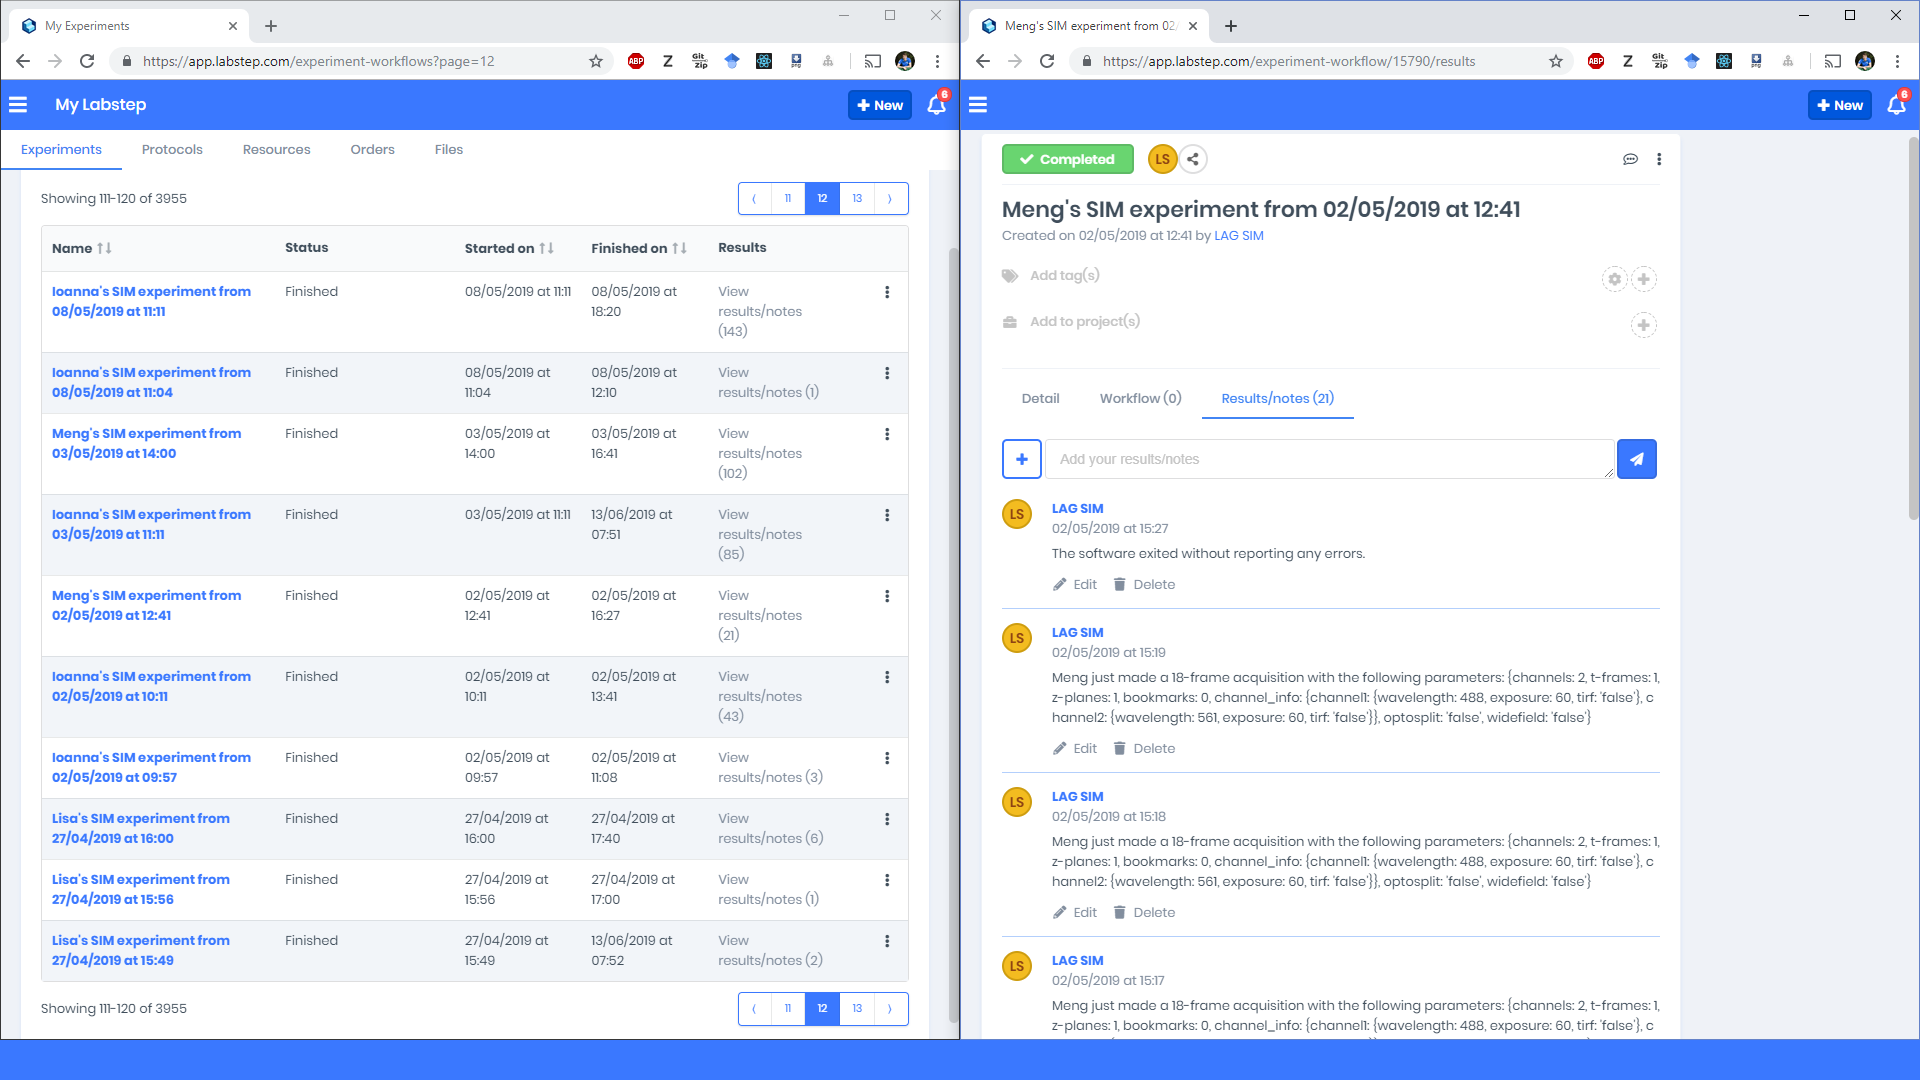 My Experiments
https://app.labstep.com/experiment-workflows?page=12
ABP Z Git Zip png
My Labstep
New
6
Experiments Protocols Resources Orders Files
Showing 111-120 of 3955
11 12 13
Name Status Started on Finished on Results
Ioanna's SIM experiment from Finished 08/05/2019 at 11:11 08/05/2019 at View
08/05/2019 at 11:11 18:20 results/notes
(143)
Ioanna's SIM experiment from Finished 08/05/2019 at 08/05/2019 at View
08/05/2019 at 11:04 11:04 12:10 results/notes (1)
Meng's SIM experiment from Finished 03/05/2019 at 03/05/2019 at View
03/05/2019 at 14:00 14:00 16:41 results/notes
(102)
Ioanna's SIM experiment from Finished 03/05/2019 at 11:11 13/06/2019 at View
03/05/2019 at 11:11 07:51 results/notes
(85)
Meng's SIM experiment from Finished 02/05/2019 at 02/05/2019 at View
02/05/2019 at 12:41 12:41 16:27 results/notes
(21)
Ioanna's SIM experiment from Finished 02/05/2019 at 02/05/2019 at View
02/05/2019 at 10:11 10:11 13:41 results/notes
(43)
Ioanna's SIM experiment from Finished 02/05/2019 at 02/05/2019 at View
02/05/2019 at 09:57 09:57 11:08 results/notes (3)
Lisa's SIM experiment from Finished 27/04/2019 at 27/04/2019 at View
27/04/2019 at 16:00 16:00 17:40 results/notes (6)
Lisa's SIM experiment from Finished 27/04/2019 at 27/04/2019 at View
27/04/2019 at 15:56 15:56 17:00 results/notes (1)
Lisa's SIM experiment from Finished 27/04/2019 at 13/06/2019 at View
27/04/2019 at 15:49 15:49 07:52 results/notes (2)
Showing 111-120 of 3955
11 12 13
Meng's SIM experiment from 02/
https://app.labstep.com/experiment-workflow/15790/results
ABP Z Git Zip png
New
6
Completed
LS
Meng's SIM experiment from 02/05/2019 at 12:41
Created on 02/05/2019 at 12:41 by LAG SIM
Add tag(s)
Add to project(s)
Detail Workflow (0) Results/notes (21)
Add your results/notes
LS
LAG SIM
02/05/2019 at 15:27
The software exited without reporting any errors.
Edit Delete
LS
LAG SIM
02/05/2019 at 15:19
Meng just made a 18-frame acquisition with the following parameters: {channels: 2, t-frames: 1,
z-planes: 1, bookmarks: 0, channel_info: {channel1: {wavelength: 488, exposure: 60, tirf: 'false'}, c
hannel2: {wavelength: 561, exposure: 60, tirf: 'false'}}, optosplit: 'false', widefield: 'false'}
Edit Delete
LS
LAG SIM
02/05/2019 at 15:18
Meng just made a 18-frame acquisition with the following parameters: {channels: 2, t-frames: 1,
z-planes: 1, bookmarks: 0, channel_info: {channel1: {wavelength: 488, exposure: 60, tirf: 'false'}, c
hannel2: {wavelength: 561, exposure: 60, tirf: 'false'}}, optosplit: 'false', widefield: 'false'}
Edit Delete
LS
LAG SIM
02/05/2019 at 15:17
Meng just made a 18-frame acquisition with the following parameters: {channels: 2, t-frames: 1,
z-planes: 1, bookmarks: 0, channel_info: {channel1: {wavelength: 488, exposure: 60, tirf: 'false'}, c